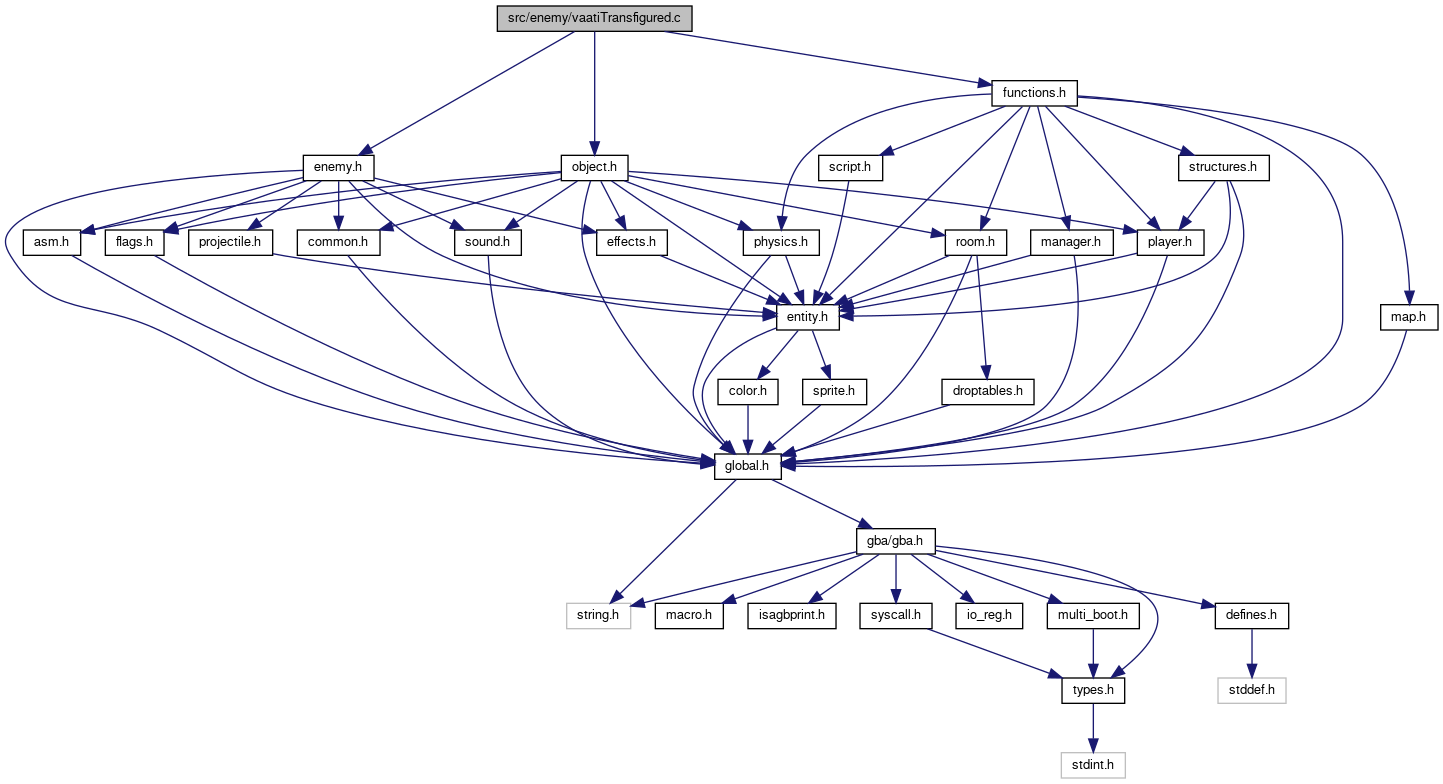 src/enemy/vaatiTransfigured.c
functions.h
enemy.h
object.h
script.h
structures.h
asm.h
flags.h
projectile.h
common.h
sound.h
effects.h
physics.h
room.h
manager.h
player.h
entity.h
map.h
color.h
sprite.h
droptables.h
global.h
gba/gba.h
string.h
macro.h
isagbprint.h
syscall.h
io_reg.h
multi_boot.h
defines.h
types.h
stddef.h
stdint.h